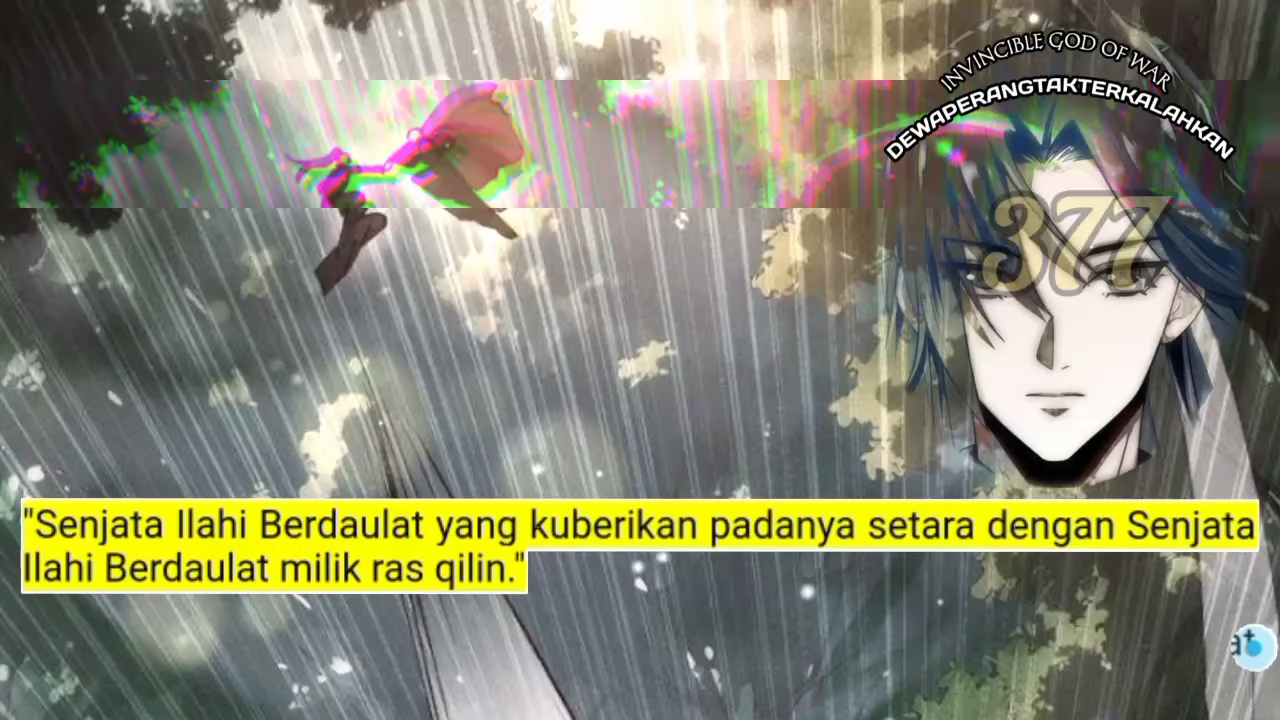 INVINCIBLE GOD OF WAR
DEWAPERANGTAKTERKALAHKAN
377
"Senjata Ilahi Berdaulat yang kuberikan padanya setara dengan Senjata
Ilahi Berdaulat milik ras qilin."
at